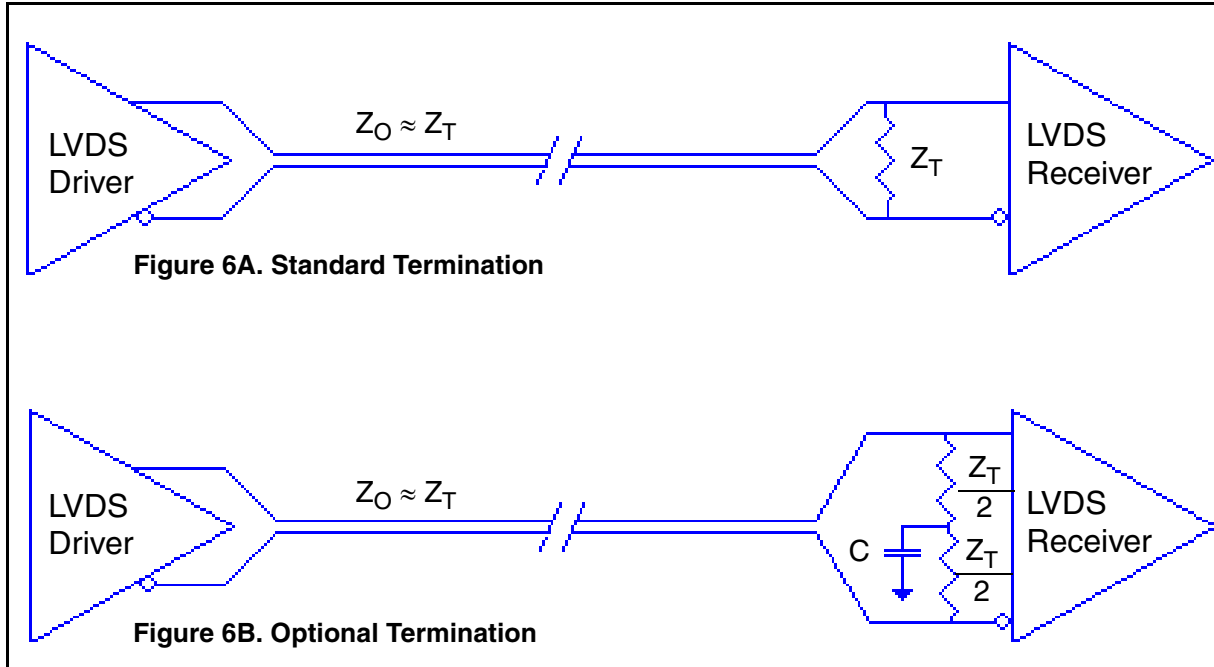 LVDS
Driver
Z_O ≈ Z_T
Z_T
LVDS
Receiver
Figure 6A. Standard Termination
LVDS
Driver
Z_O ≈ Z_T
C
Z_T
2
Z_T
2
LVDS
Receiver
Figure 6B. Optional Termination